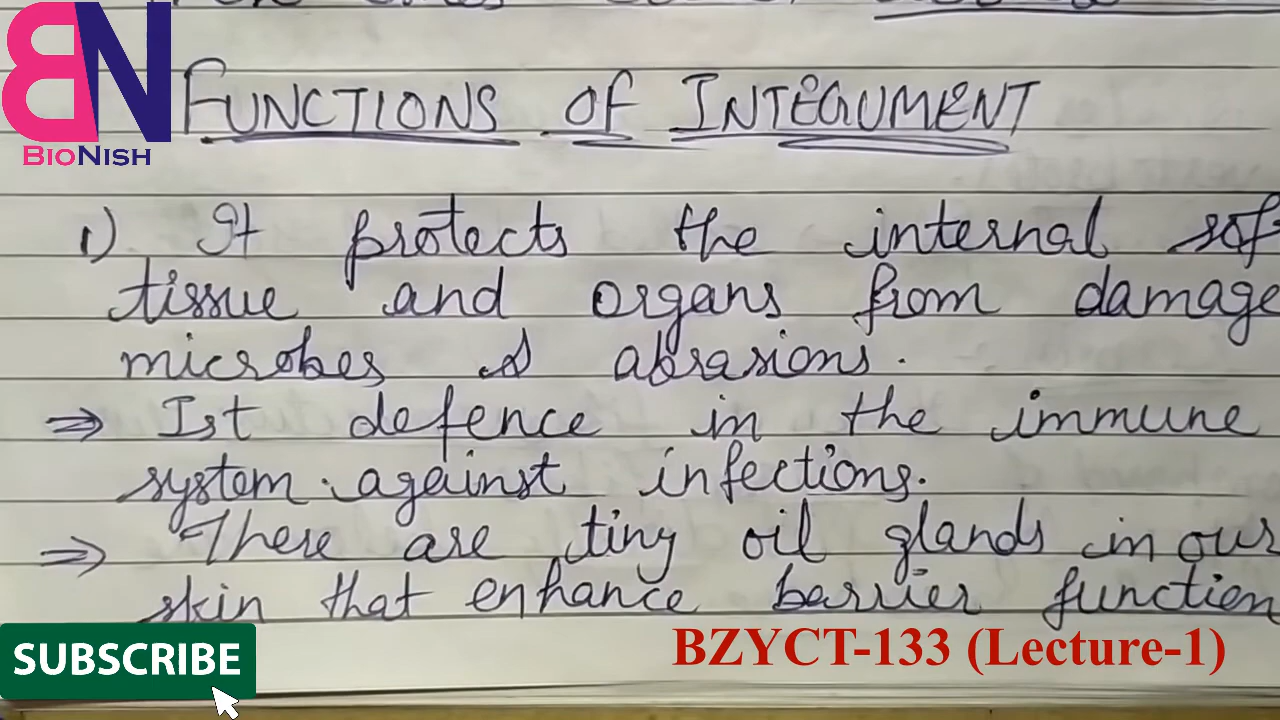 BN
BIONISH
FUNCTIONS OF INTEGUMENT
1) It protects the internal sof
tissue and organs from damage
microbes & abrasions.
⇒ Ist defence in the immune
system. against infections.
⇒ There are tiny oil glands in our
skin that enhance barrier function
SUBSCRIBE
BZYCT-133 (Lecture-1)